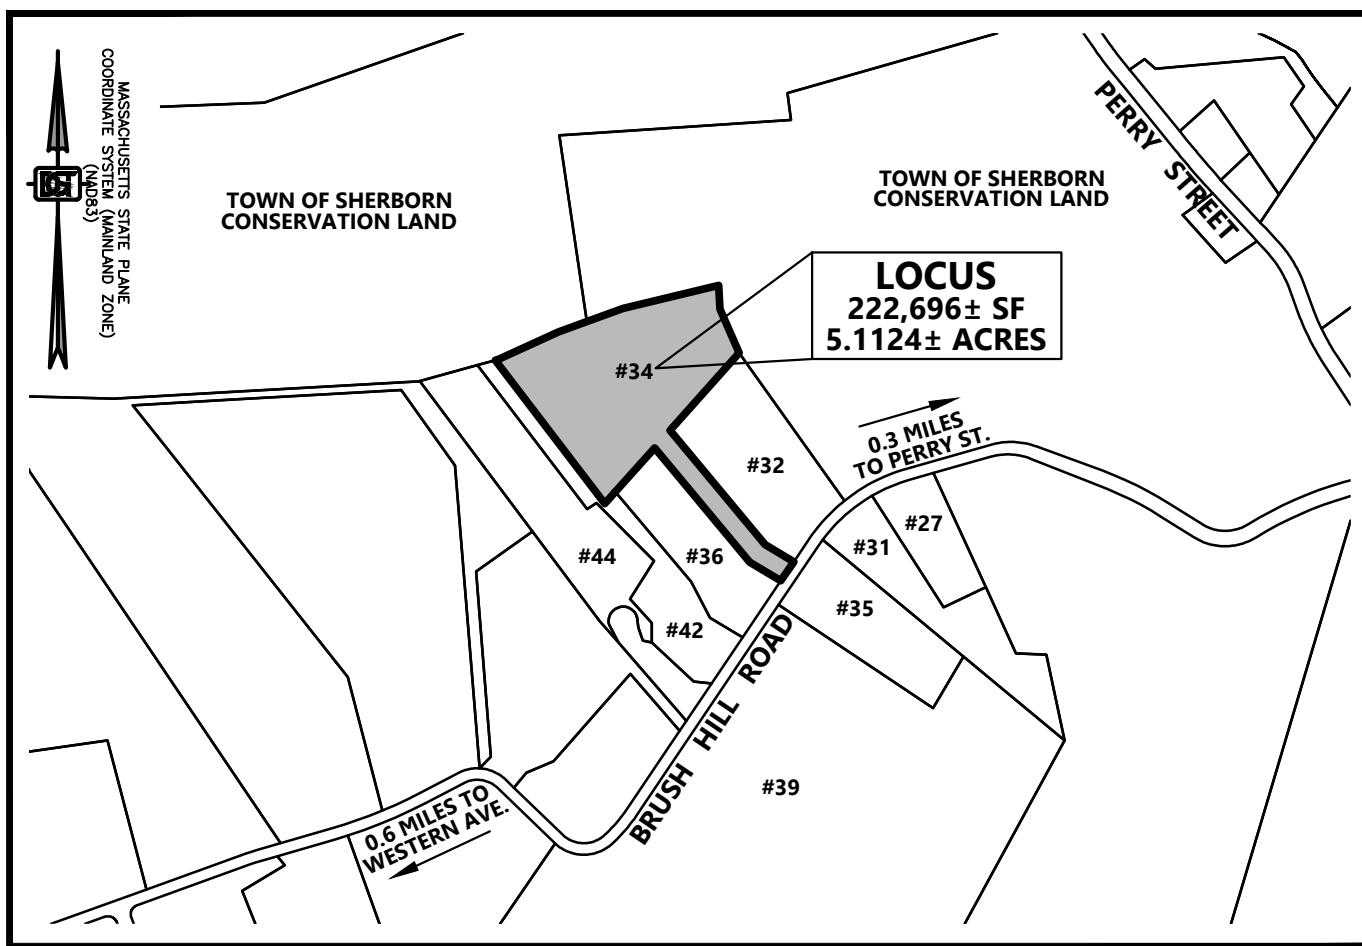 MASSACHUSETTS STATE PLANE
COORDINATE SYSTEM (MAINLAND ZONE)
(NAD83)
TOWN OF SHERBORN
CONSERVATION LAND
TOWN OF SHERBORN
CONSERVATION LAND
PERRY STREET
LOCUS
222,696± SF
5.1124± ACRES
#34
0.3 MILES
TO PERRY ST.
#32
#27
#31
#44
#36
#35
#42
BRUSH HILL ROAD
#39
0.6 MILES TO
WESTERN AVE.